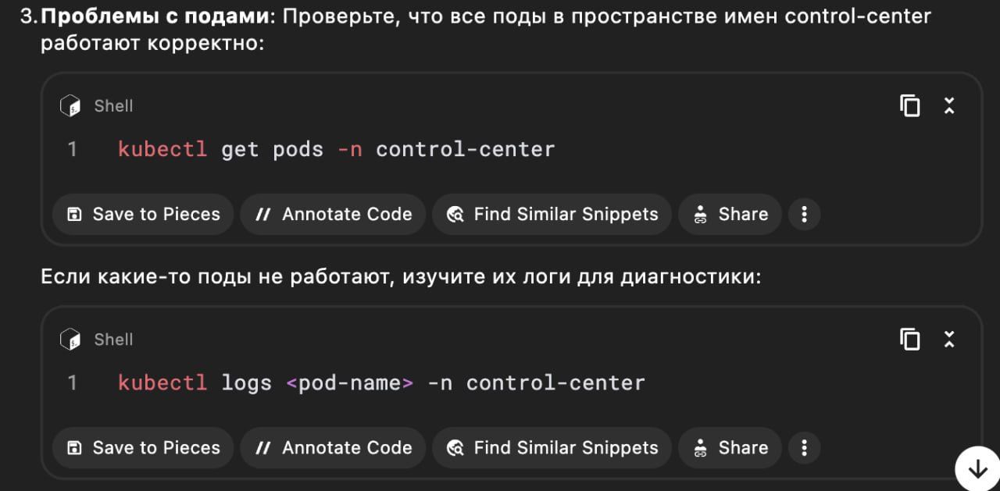 3. Проблемы с подами: Проверьте, что все поды в пространстве имен control-center
работают корректно:
Shell
1 kubectl get pods -n control-center
Save to Pieces // Annotate Code Find Similar Snippets Share
Если какие-то поды не работают, изучите их логи для диагностики:
Shell
1 kubectl logs <pod-name> -n control-center
Save to Pieces // Annotate Code Find Similar Snippets Share